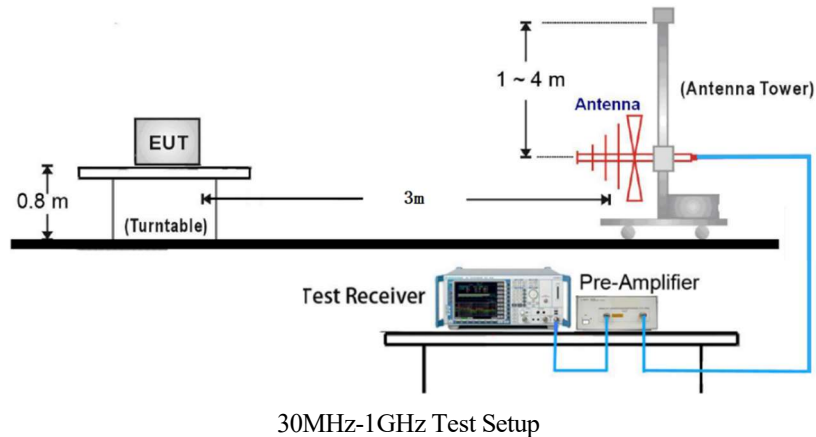 1 ~ 4 m
(Antenna Tower)
Antenna
EUT
0.8 m
3m
(Turntable)
Test Receiver
Pre-Amplifier
30MHz-1GHz Test Setup